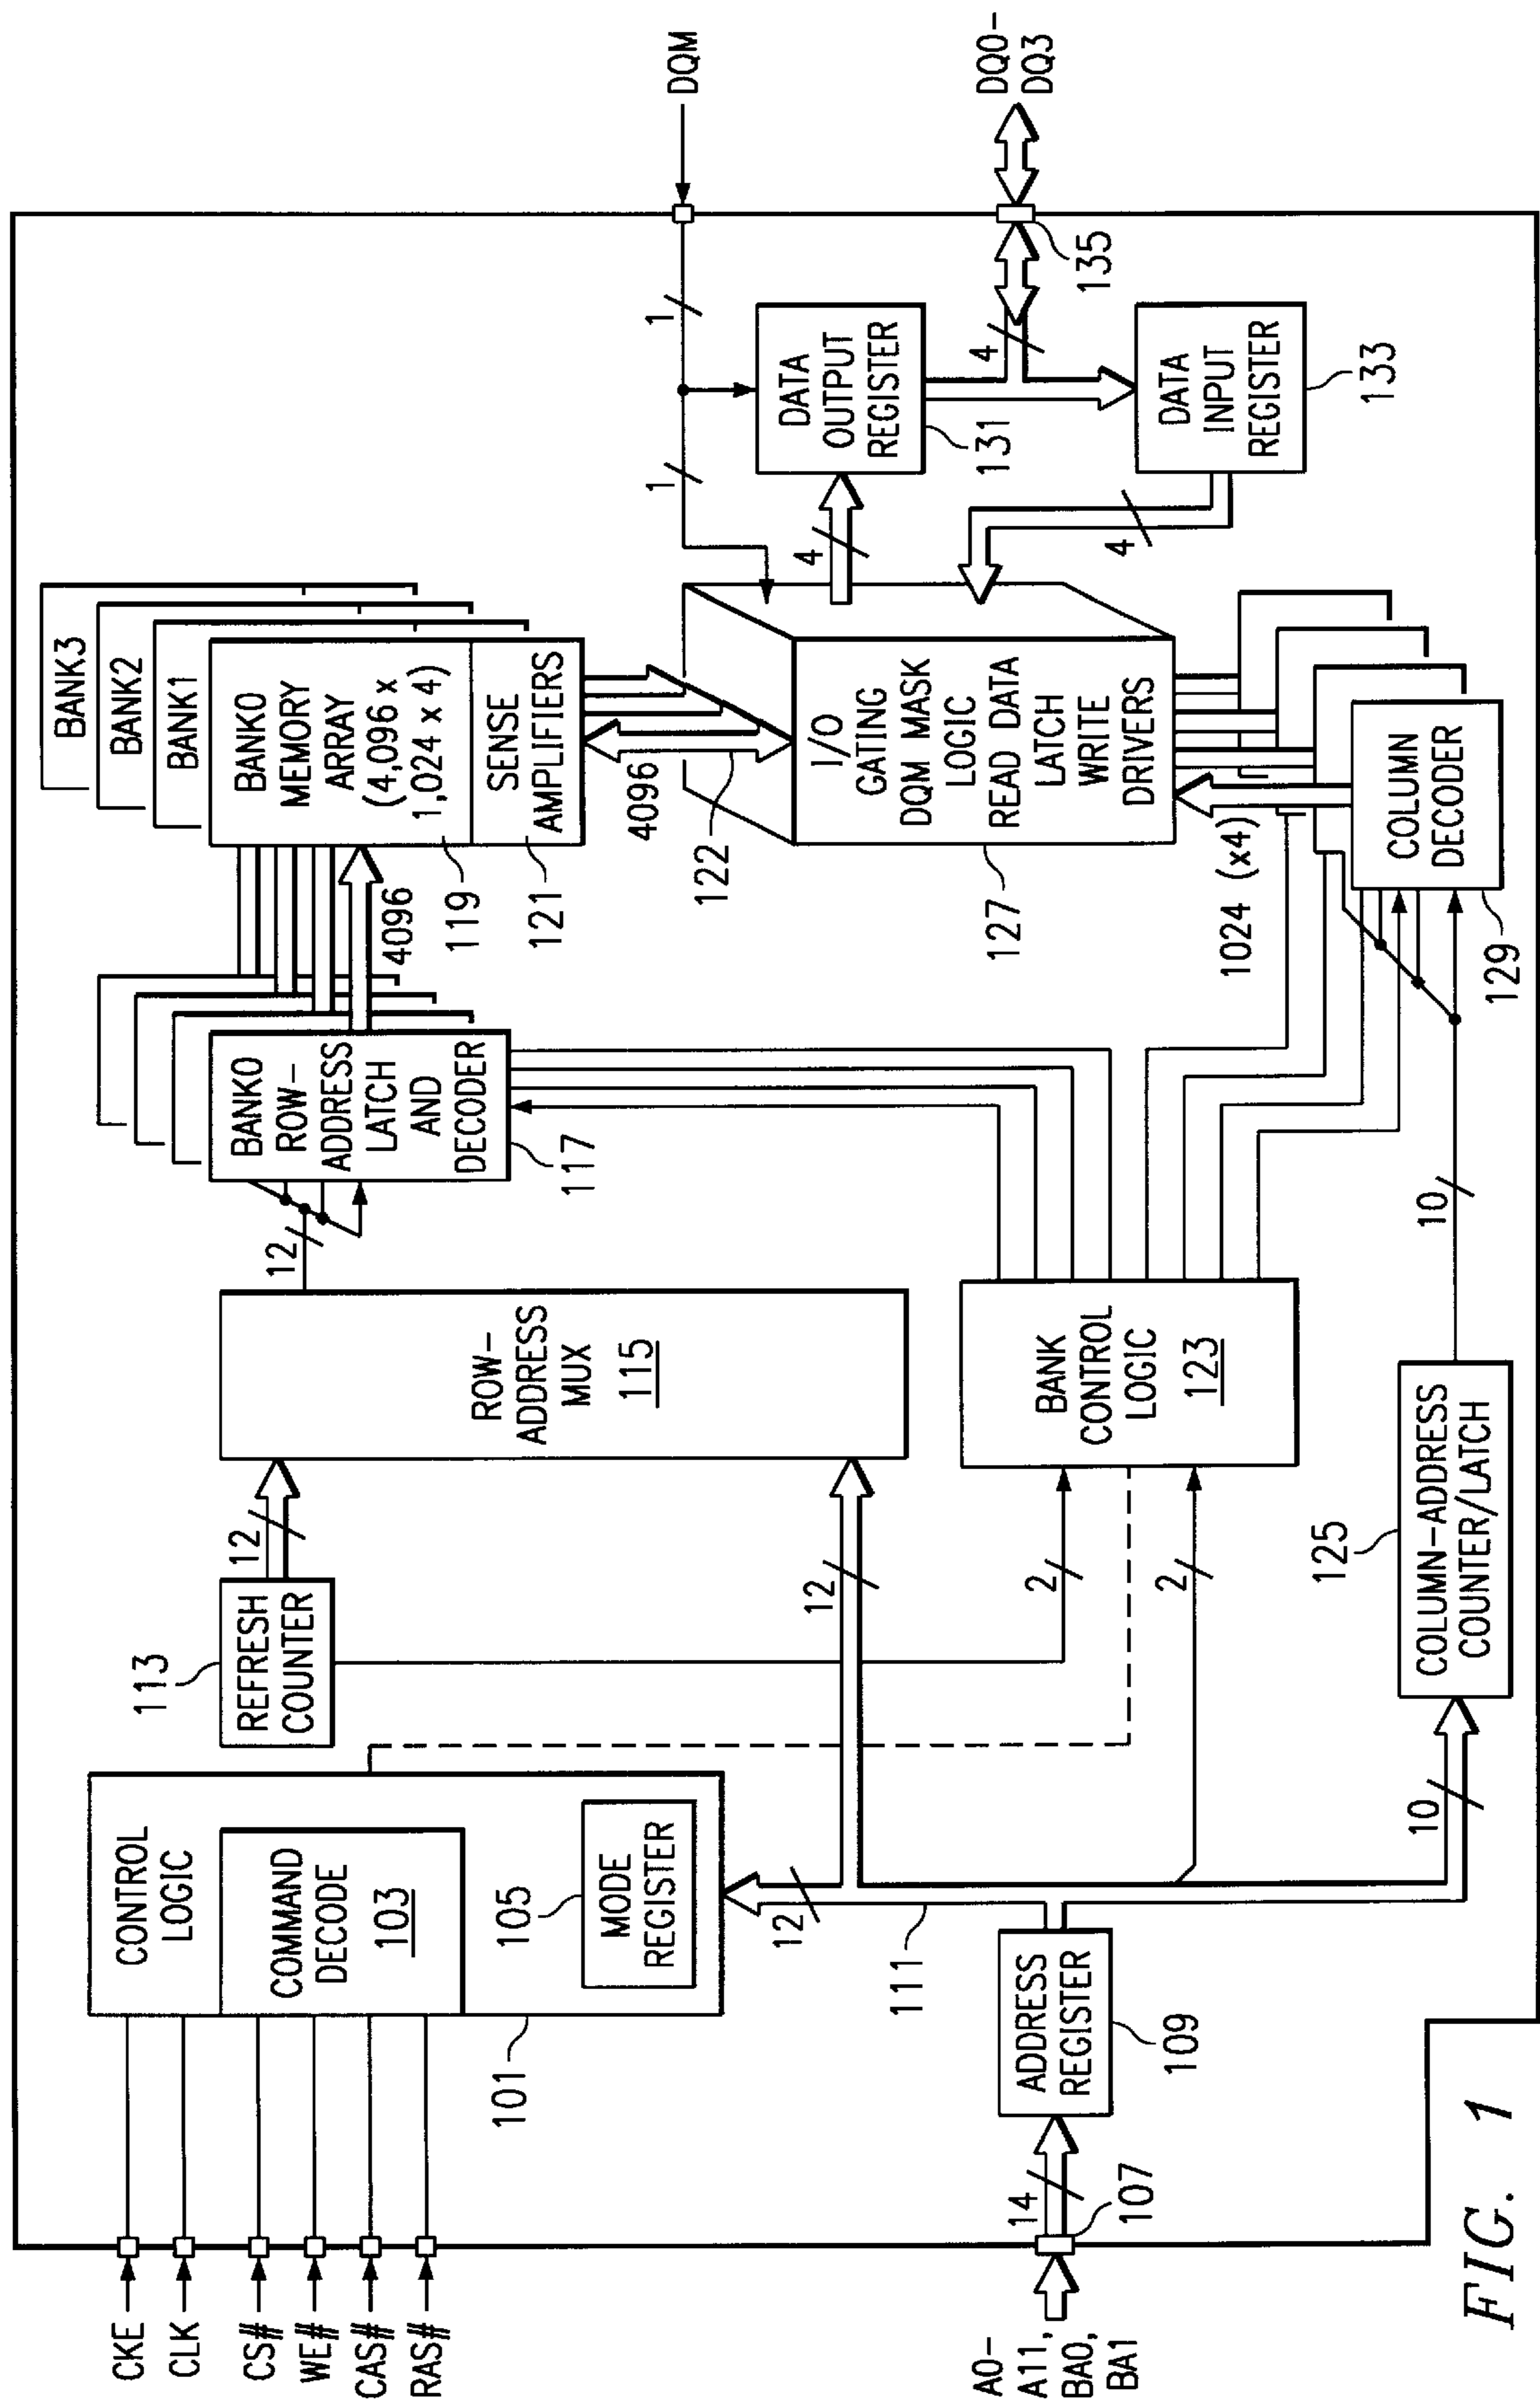 CKE
CLK
CS#
WE#
CAS#
RAS#
A0-
A11,
BA0,
BA1
14
107
CONTROL
LOGIC
COMMAND
DECODE
103
101
105
MODE
REGISTER
12
111
ADDRESS
REGISTER
109
113
REFRESH
COUNTER
12
12
2
2
10
125
COLUMN-ADDRESS
COUNTER/LATCH
ROW-
ADDRESS
MUX
115
BANK
CONTROL
LOGIC
123
12
10
BANK0
ROW-
ADDRESS
LATCH
AND
DECODER
117
4096
BANK3
BANK2
BANK1
BANK0
MEMORY
ARRAY
(4,096 x
1,024 x 4)
SENSE
AMPLIFIERS
119
121
4096
122
I/O
GATING
DQM MASK
LOGIC
READ DATA
LATCH
WRITE
DRIVERS
127
1024 (x4)
COLUMN
DECODER
129
1
1
4
4
4
DATA
OUTPUT
REGISTER
131
DATA
INPUT
REGISTER
133
135
DQM
DQ0-
DQ3
FIG. 1